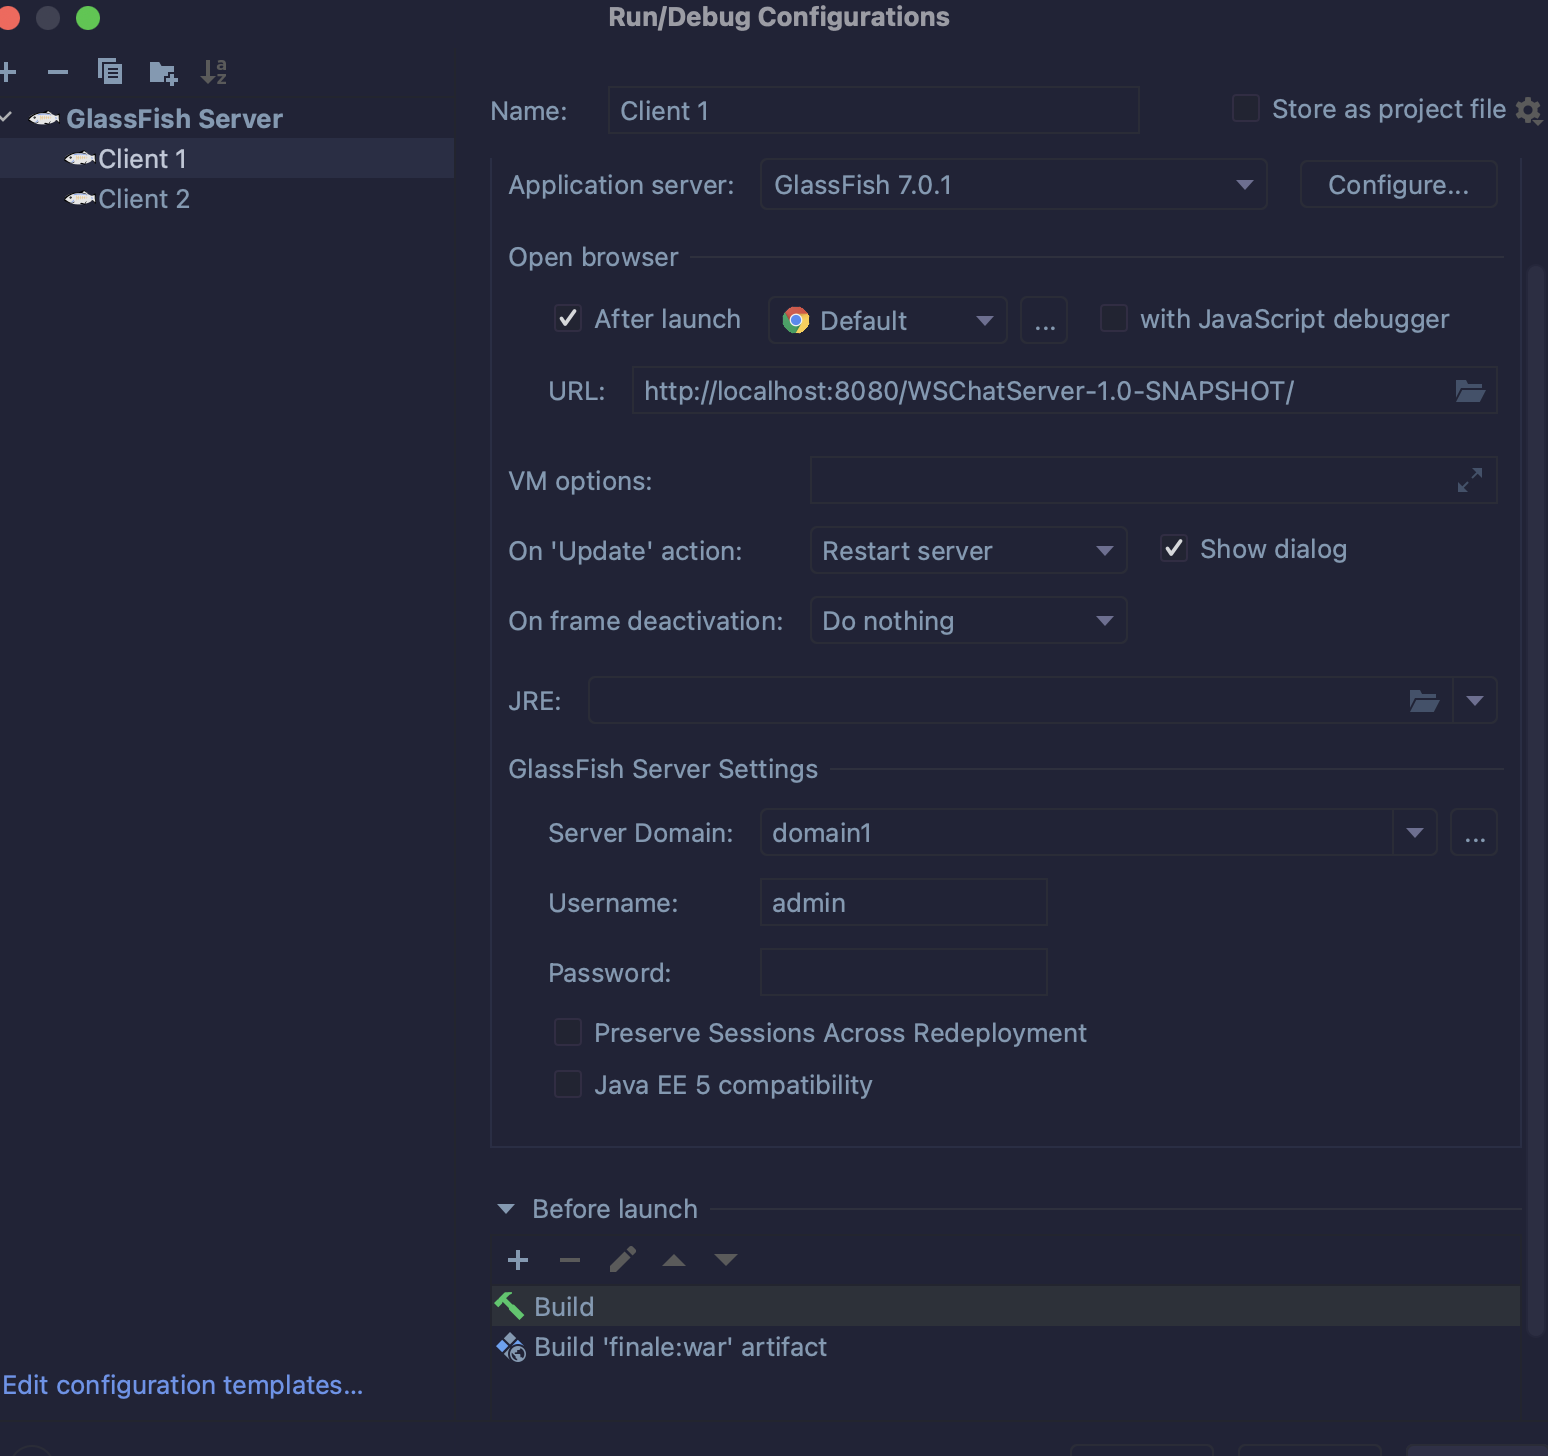 Run/Debug Configurations
GlassFish Server
Client 1
Client 2
Edit configuration templates...
Name: Client 1 Store as project file
Application server: GlassFish 7.0.1 Configure...
Open browser
After launch Default ... with JavaScript debugger
URL: http://localhost:8080/WSChatServer-1.0-SNAPSHOT/
VM options:
On 'Update' action: Restart server Show dialog
On frame deactivation: Do nothing
JRE:
GlassFish Server Settings
Server Domain: domain1 ...
Username: admin
Password:
Preserve Sessions Across Redeployment
Java EE 5 compatibility
Before launch
Build
Build 'finale:war' artifact